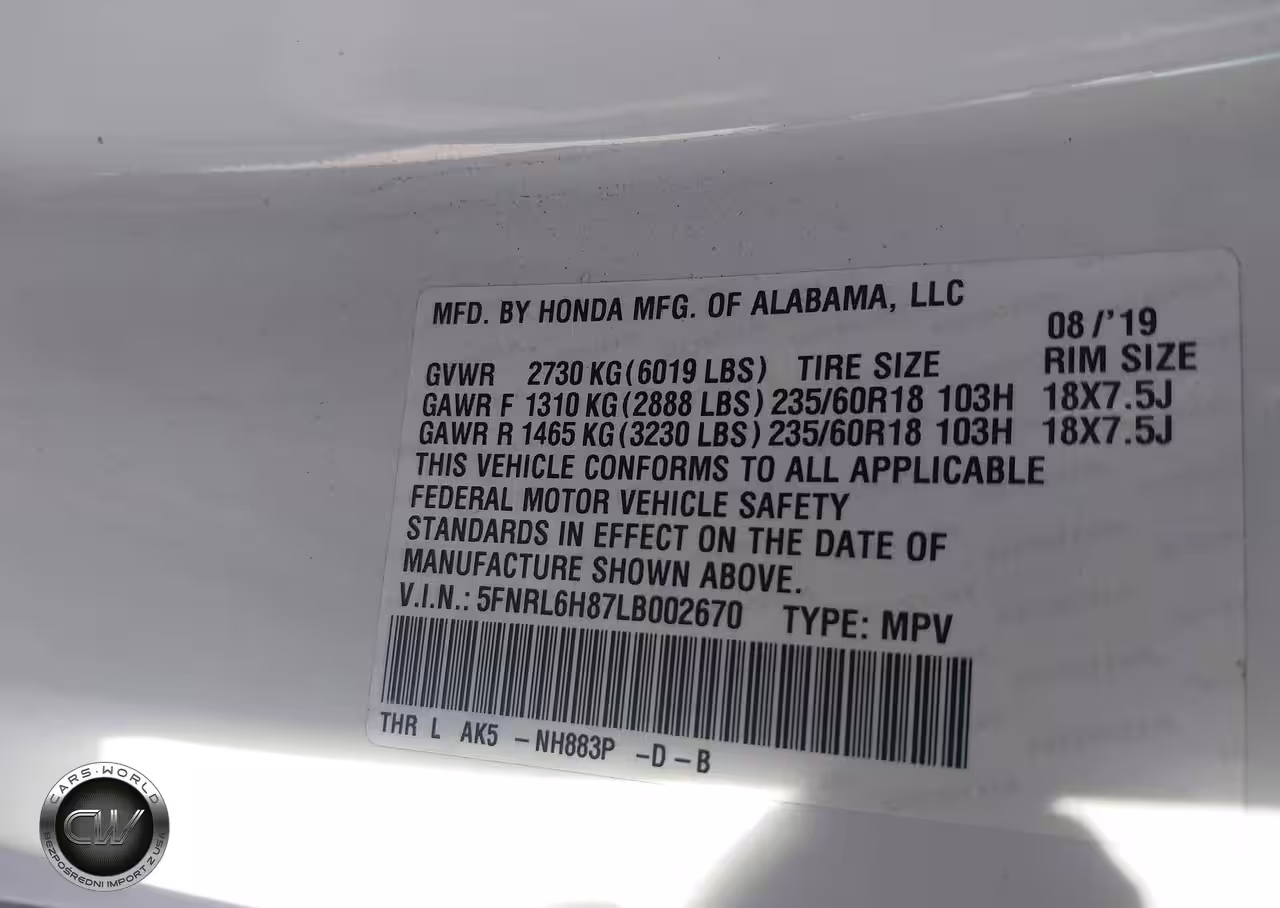 MFD. BY HONDA MFG. OF ALABAMA, LLC
08/'19
GVWR 2730 KG(6019 LBS) TIRE SIZE RIM SIZE
GAWR F 1310 KG(2888 LBS) 235/60R18 103H 18X7.5J
GAWR R 1465 KG(3230 LBS) 235/60R18 103H 18X7.5J
THIS VEHICLE CONFORMS TO ALL APPLICABLE
FEDERAL MOTOR VEHICLE SAFETY
STANDARDS IN EFFECT ON THE DATE OF
MANUFACTURE SHOWN ABOVE.
V.I.N.: 5FNRL6H87LB002670 TYPE: MPV
THR L AK5 -NH883P -D-B
CARS·WORLD
CW
BEZPOŚREDNI IMPORT Z USA